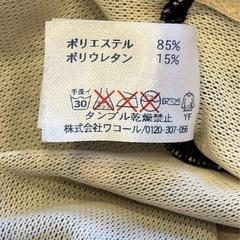 ポリエステル 85%
ポリウレタン 15%
手洗イ
30 YF
タンブル乾燥禁止
株式会社ワコール/0120-307-056